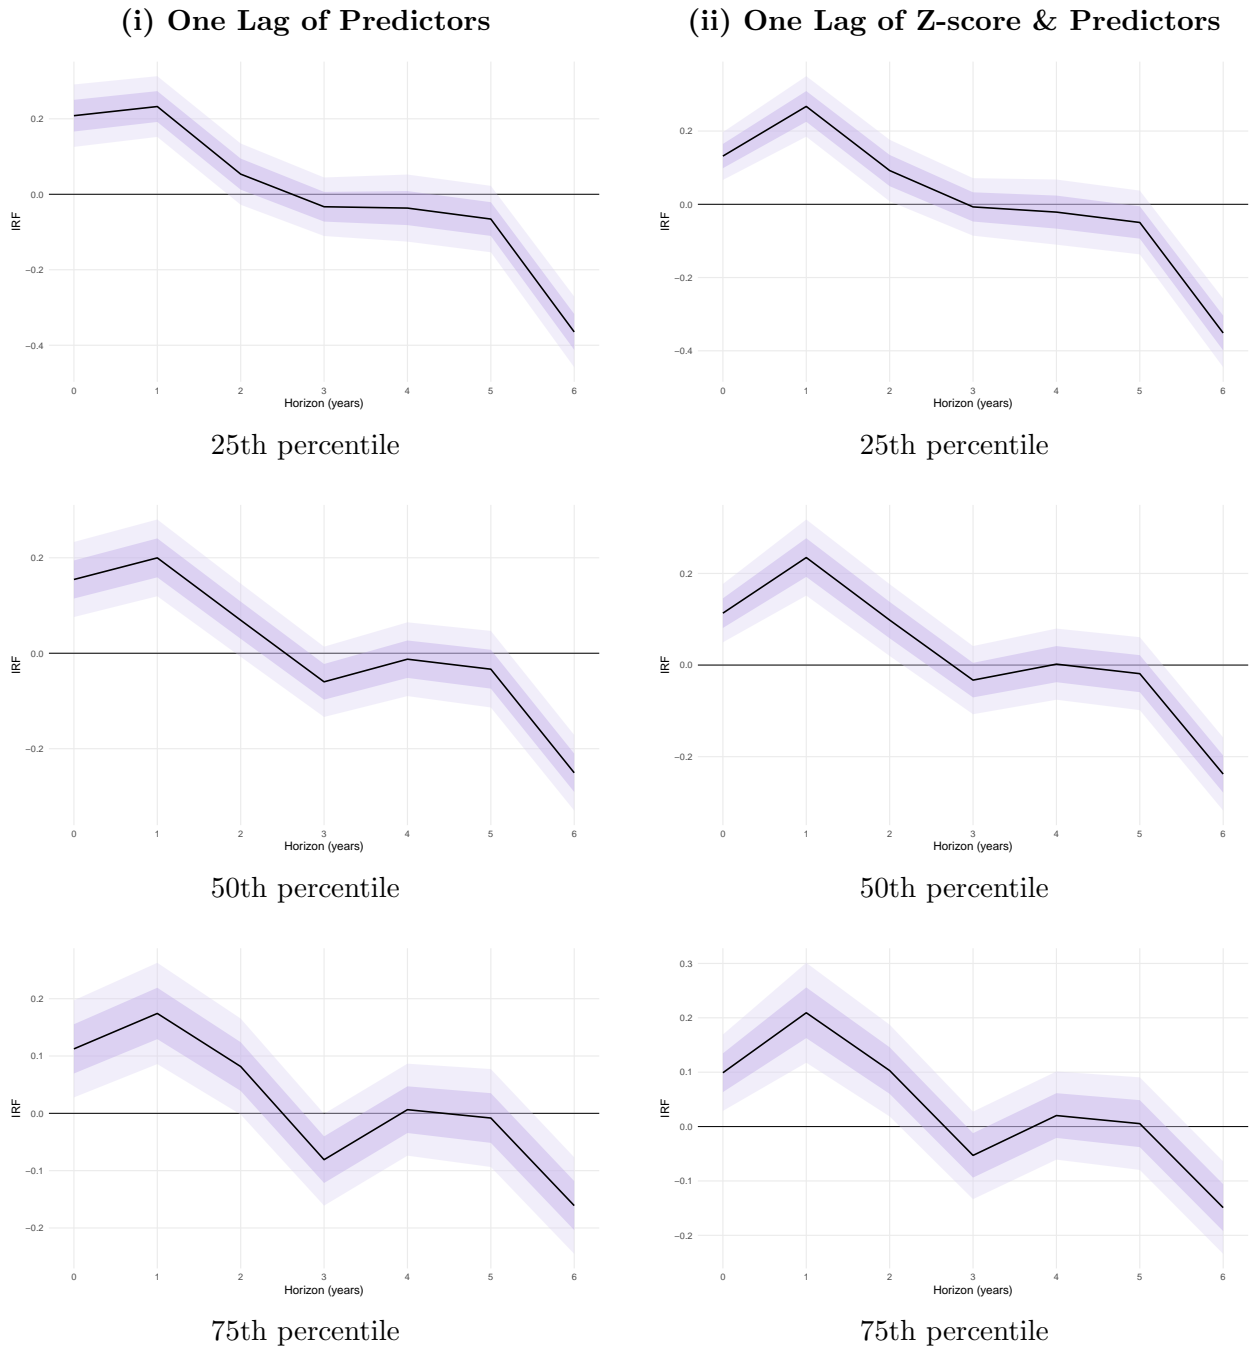 (i) One Lag of Predictors
(ii) One Lag of Z-score & Predictors
0.2
0.0
−0.2
−0.4
IRF
0 1 2 3 4 5 6
Horizon (years)
25th percentile
0.2
0.0
−0.2
−0.4
IRF
0 1 2 3 4 5 6
Horizon (years)
25th percentile
0.2
0.0
−0.2
IRF
0 1 2 3 4 5 6
Horizon (years)
50th percentile
0.2
0.0
−0.2
IRF
0 1 2 3 4 5 6
Horizon (years)
50th percentile
0.2
0.1
0.0
−0.1
−0.2
IRF
0 1 2 3 4 5 6
Horizon (years)
75th percentile
0.3
0.2
0.1
0.0
−0.1
−0.2
IRF
0 1 2 3 4 5 6
Horizon (years)
75th percentile